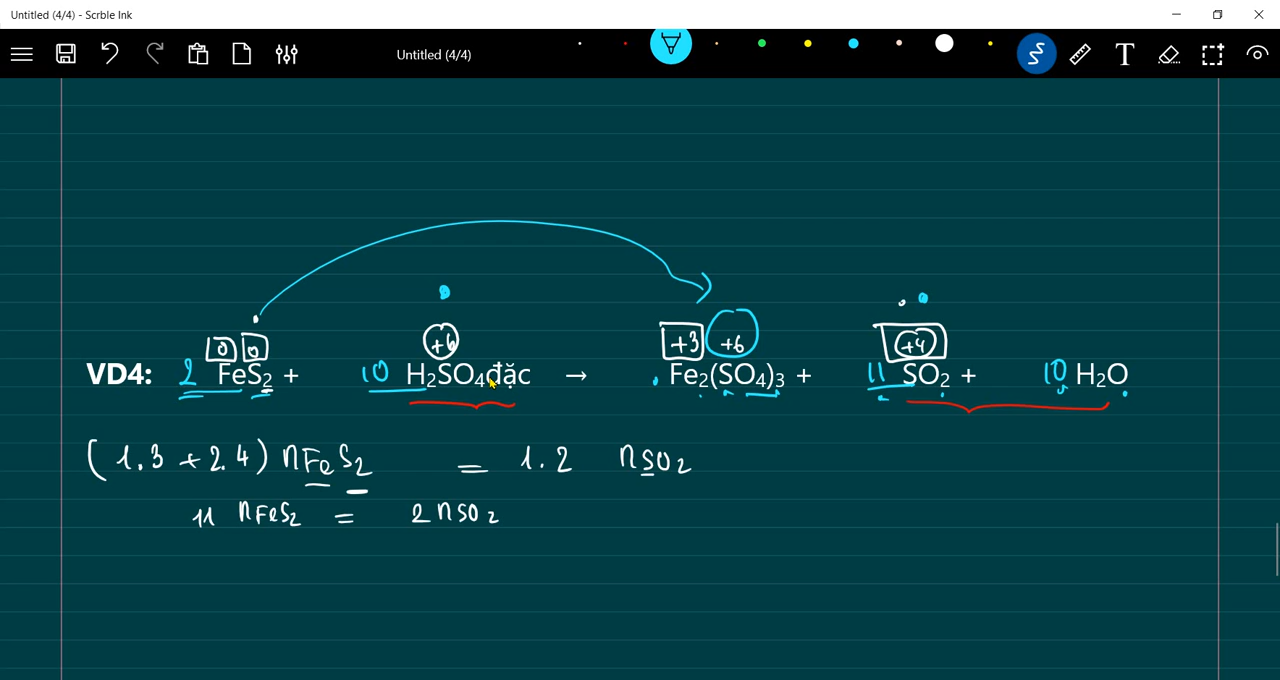 Untitled (4/4) - Scrble Ink
Untitled (4/4)
T
0 0 +6 +3 +6 +4
VD4: 2 FeS2 + 10 H2SO4đặc → Fe2(SO4)3 + 11 SO2 + 10 H2O
(1.3 + 2.4) nFeS2 = 1.2 nSO2
11 nFeS2 = 2 nSO2